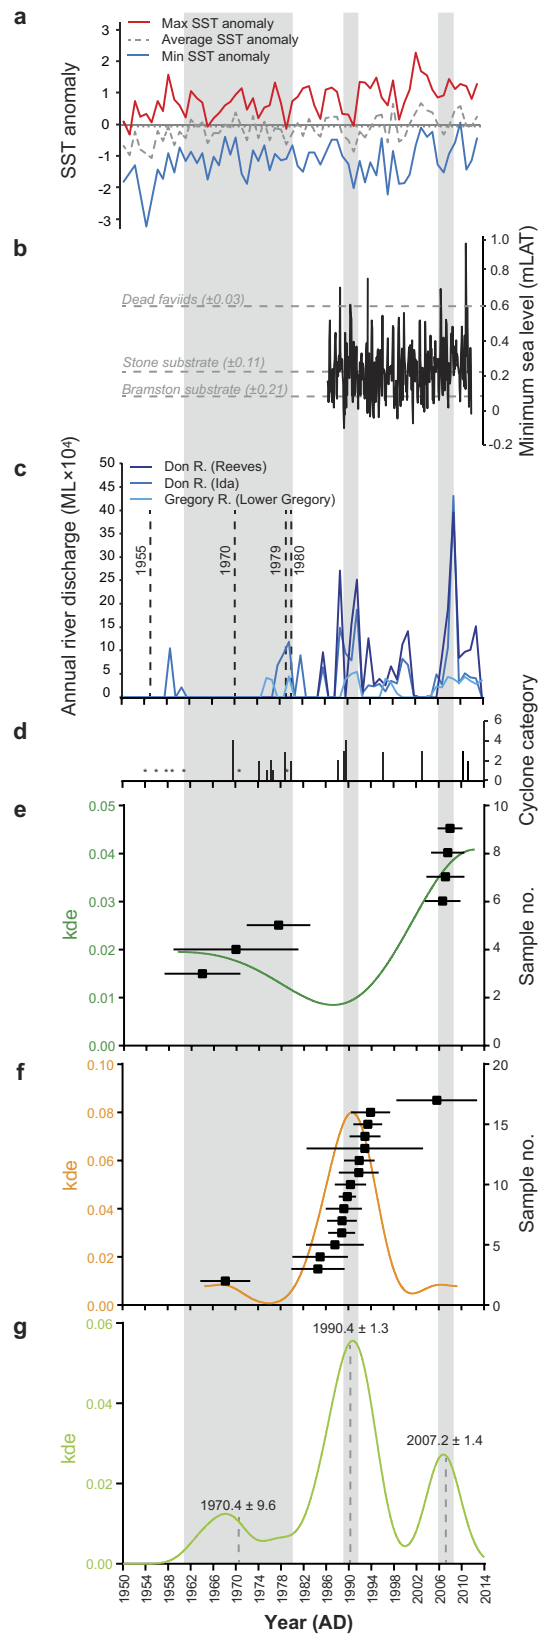 a
Max SST anomaly
Average SST anomaly
Min SST anomaly
SST anomaly
3
2
1
0
-1
-2
-3
b
Dead faviids (±0.03)
Stone substrate (±0.11)
Bramston substrate (±0.21)
Minimum sea level (mLAT)
1.0
0.8
0.6
0.4
0.2
0
-0.2
c
Don R. (Reeves)
Don R. (Ida)
Gregory R. (Lower Gregory)
Annual river discharge (ML×10⁴)
50
45
40
35
30
25
20
15
10
5
0
1955
1970
1979
1980
d
* * * * * * *
Cyclone category
6
4
2
0
e
kde
0.05
0.04
0.03
0.02
0.01
0.00
Sample no.
10
8
6
4
2
0
f
kde
0.10
0.08
0.06
0.04
0.02
0.00
Sample no.
20
15
10
5
0
g
kde
0.06
0.04
0.02
0.00
1990.4 ± 1.3
2007.2 ± 1.4
1970.4 ± 9.6
1950 1954 1958 1962 1966 1970 1974 1978 1982 1986 1990 1994 1998 2002 2006 2010 2014
Year (AD)